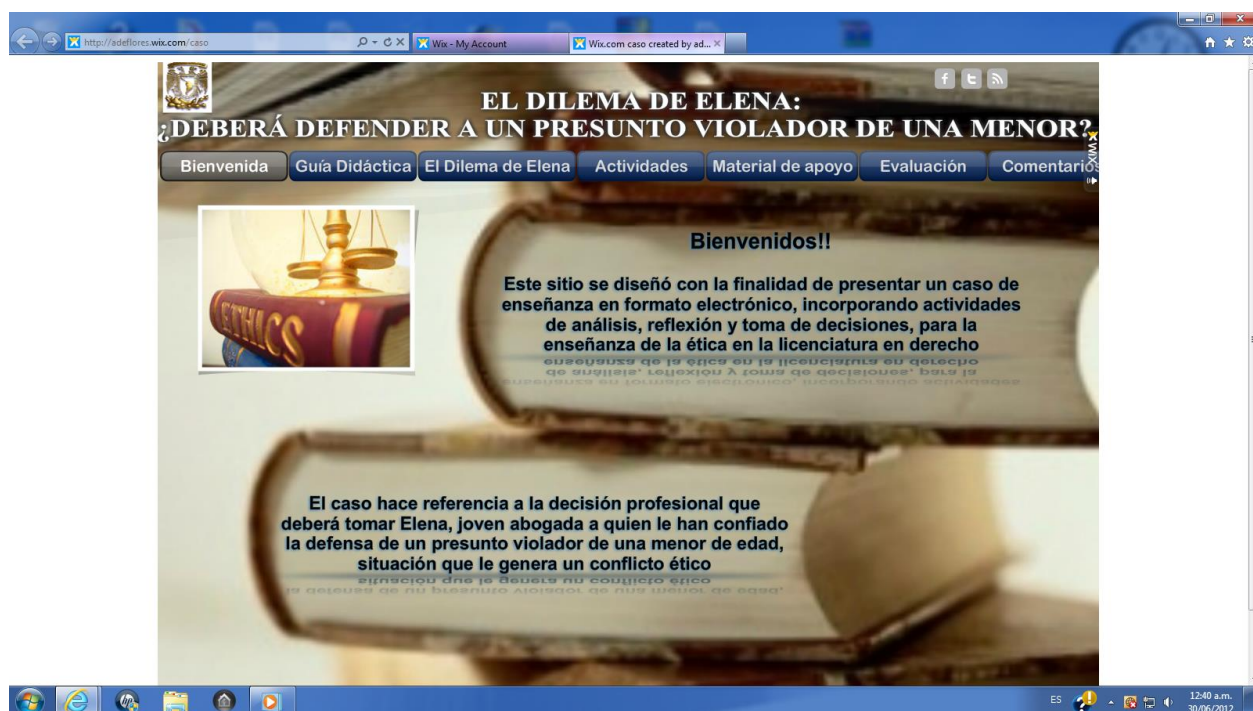 http://adeflores.wix.com/caso
Wix - My Account
Wix.com caso created by ad...
EL DILEMA DE ELENA:
¿DEBERÁ DEFENDER A UN PRESUNTO VIOLADOR DE UNA MENOR?
WIX
Bienvenida Guía Didáctica El Dilema de Elena Actividades Material de apoyo Evaluación Comentarios
ETHICS
Bienvenidos!!
Este sitio se diseñó con la finalidad de presentar un caso de
enseñanza en formato electrónico, incorporando actividades
de análisis, reflexión y toma de decisiones, para la
enseñanza de la ética en la licenciatura en derecho
El caso hace referencia a la decisión profesional que
deberá tomar Elena, joven abogada a quien le han confiado
la defensa de un presunto violador de una menor de edad,
situación que le genera un conflicto ético
ES
12:40 a.m.
30/06/2012